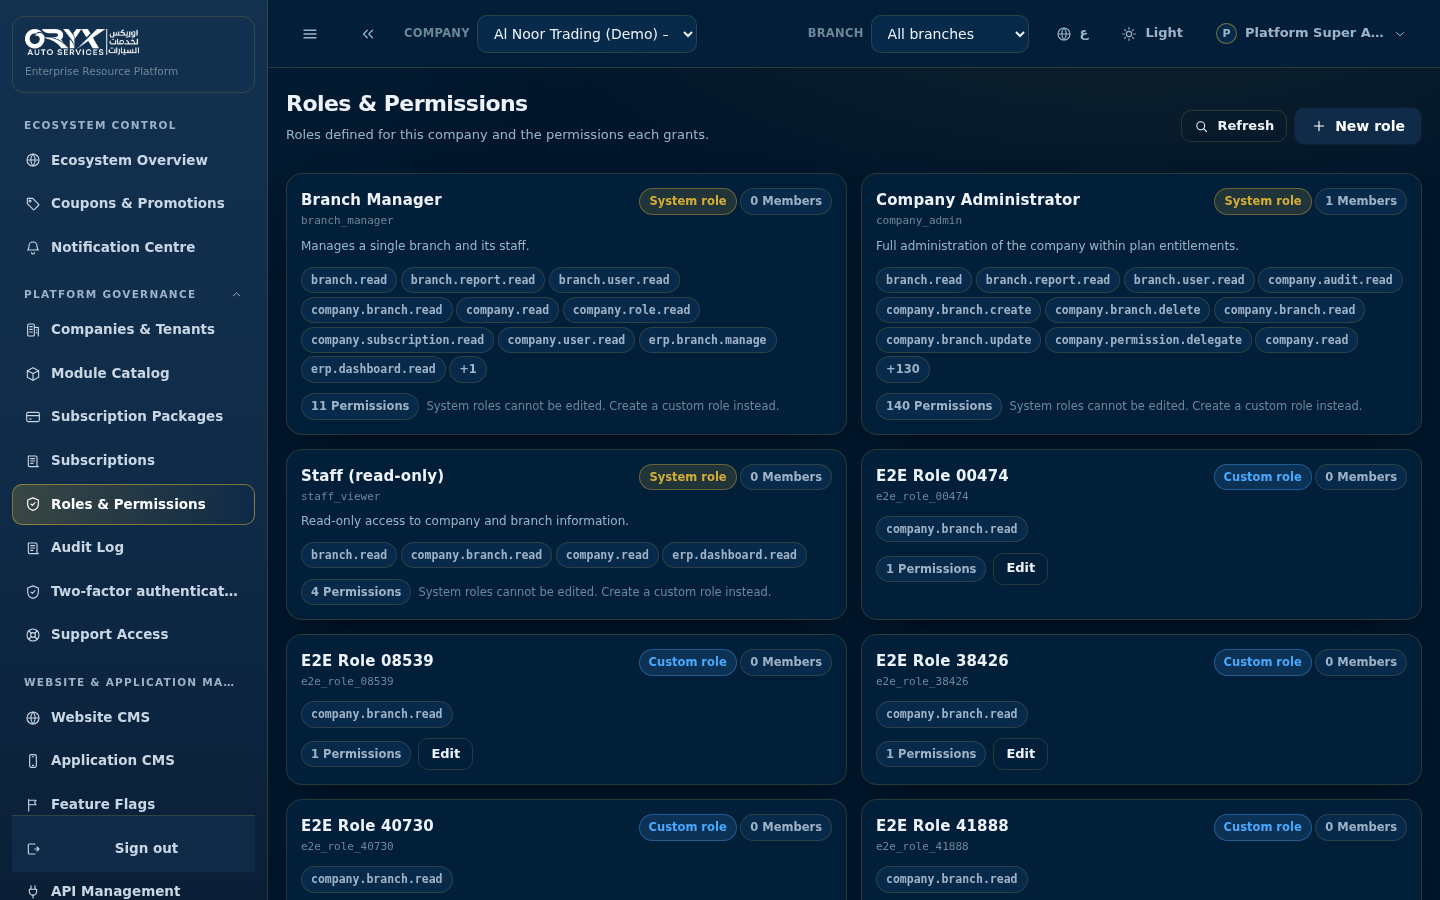 ORYX
اوريكس
لخدمات
السيارات
AUTO SERVICES
Enterprise Resource Platform
ECOSYSTEM CONTROL
Ecosystem Overview
Coupons & Promotions
Notification Centre
PLATFORM GOVERNANCE
Companies & Tenants
Module Catalog
Subscription Packages
Subscriptions
Roles & Permissions
Audit Log
Two-factor authenticat...
Support Access
WEBSITE & APPLICATION MA...
Website CMS
Application CMS
Feature Flags
Sign out
API Management
COMPANY
Al Noor Trading (Demo) –
BRANCH
All branches
ع
Light
P
Platform Super A...
Roles & Permissions
Roles defined for this company and the permissions each grants.
Refresh
New role
Branch Manager
System role
0 Members
branch_manager
Manages a single branch and its staff.
branch.read branch.report.read branch.user.read
company.branch.read company.read company.role.read
company.subscription.read company.user.read erp.branch.manage
erp.dashboard.read +1
11 Permissions System roles cannot be edited. Create a custom role instead.
Company Administrator
System role
1 Members
company_admin
Full administration of the company within plan entitlements.
branch.read branch.report.read branch.user.read company.audit.read
company.branch.create company.branch.delete company.branch.read
company.branch.update company.permission.delegate company.read
+130
140 Permissions System roles cannot be edited. Create a custom role instead.
Staff (read-only)
System role
0 Members
staff_viewer
Read-only access to company and branch information.
branch.read company.branch.read company.read erp.dashboard.read
4 Permissions System roles cannot be edited. Create a custom role instead.
E2E Role 00474
Custom role
0 Members
e2e_role_00474
company.branch.read
1 Permissions Edit
E2E Role 08539
Custom role
0 Members
e2e_role_08539
company.branch.read
1 Permissions Edit
E2E Role 38426
Custom role
0 Members
e2e_role_38426
company.branch.read
1 Permissions Edit
E2E Role 40730
Custom role
0 Members
e2e_role_40730
company.branch.read
E2E Role 41888
Custom role
0 Members
e2e_role_41888
company.branch.read